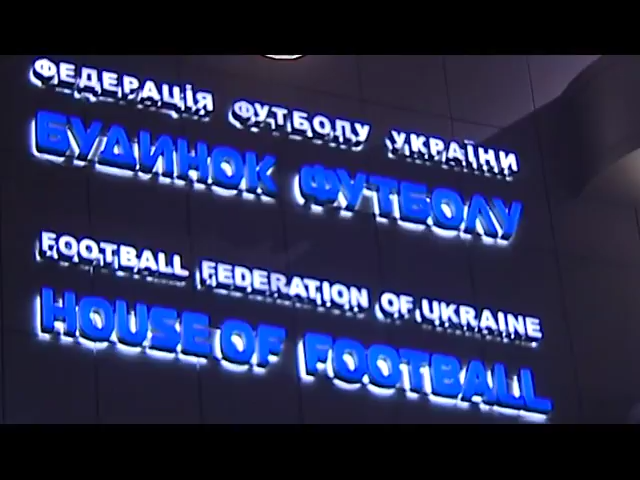 ФЕДЕРАЦІЯ ФУТБОЛУ УКРАЇНИ
БУДИНОК ФУТБОЛУ
FOOTBALL FEDERATION OF UKRAINE
HOUSE OF FOOTBALL